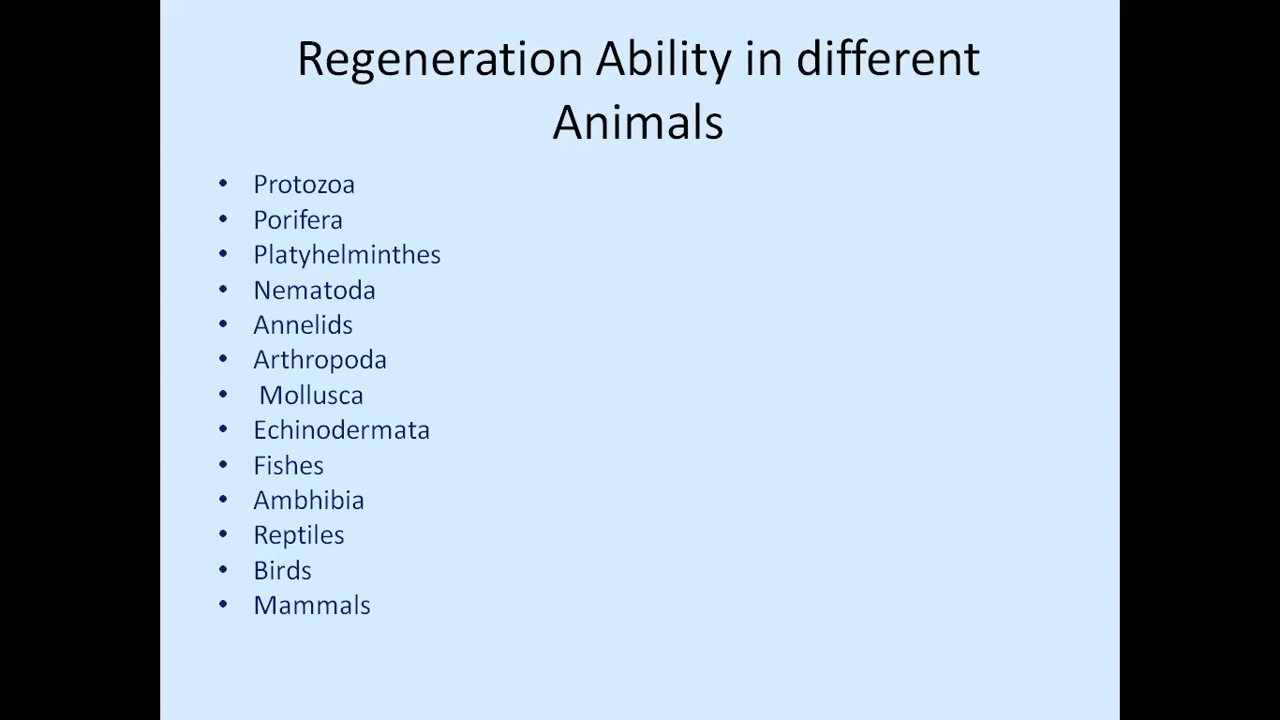 Regeneration Ability in different
Animals
• Protozoa
• Porifera
• Platyhelminthes
• Nematoda
• Annelids
• Arthropoda
• Mollusca
• Echinodermata
• Fishes
• Ambhibia
• Reptiles
• Birds
• Mammals